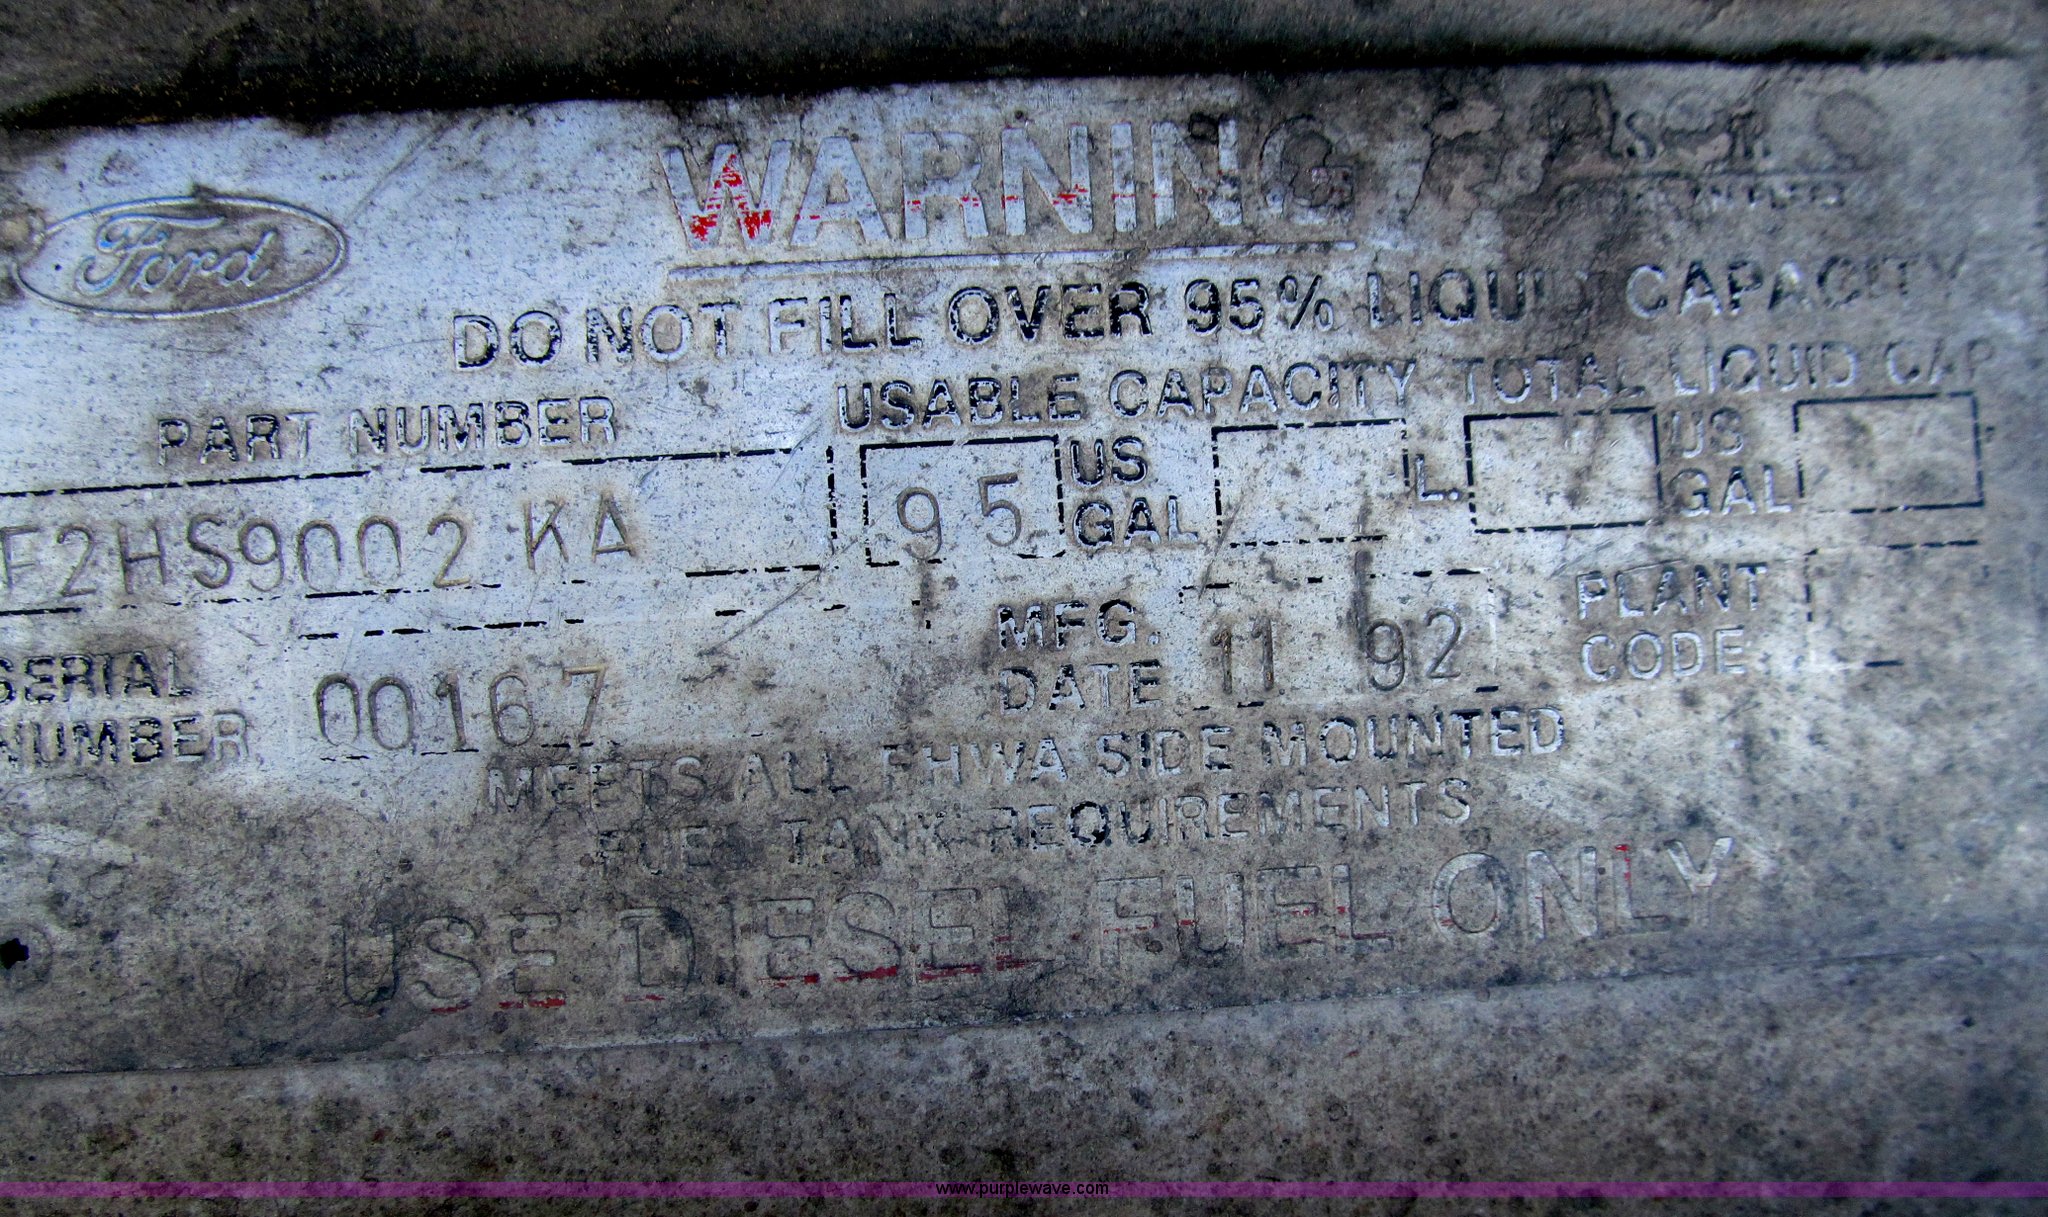 WARNING
Ford
DO NOT FILL OVER 95% LIQUID CAPACITY
PART NUMBER
USABLE CAPACITY TOTAL LIQUID CAP
F2HS9002 KA
95 US GAL L. US GAL
SERIAL NUMBER 00167
MFG. DATE 11 92
PLANT CODE
MEETS ALL FHWA SIDE MOUNTED
FUEL TANK REQUIREMENTS
USE DIESEL FUEL ONLY
www.purplewave.com